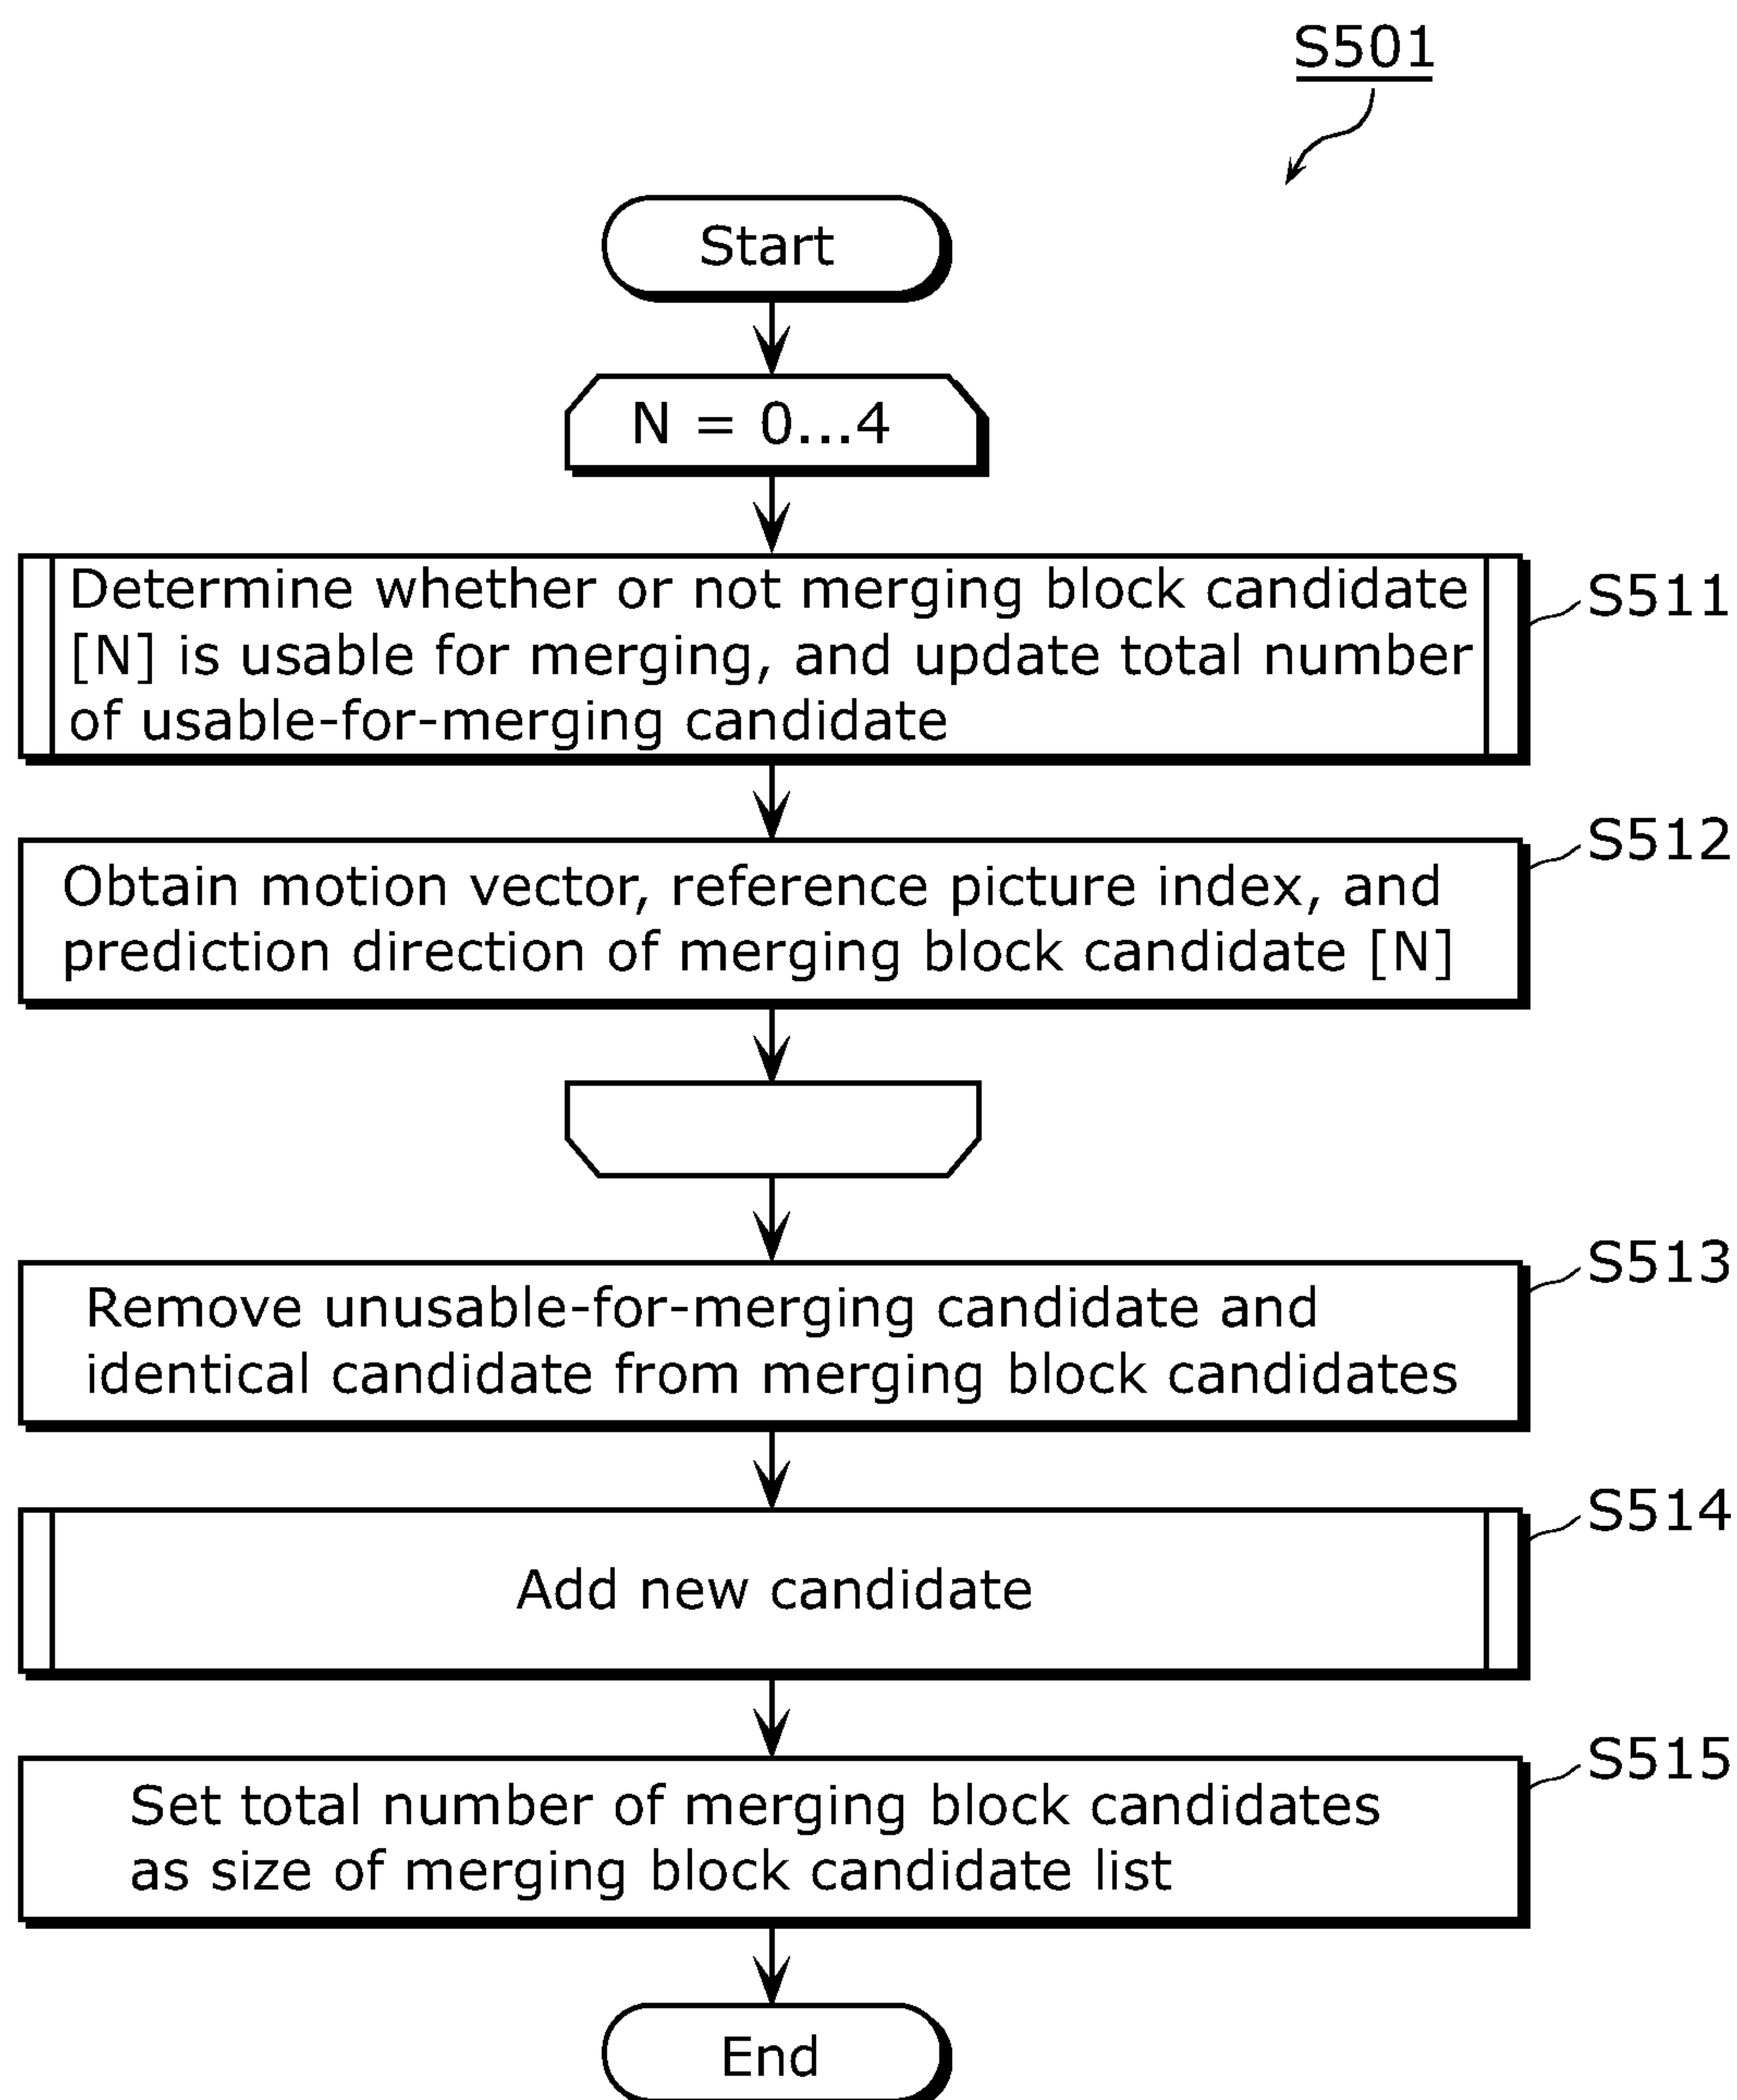 S501
Start
N = 0...4
Determine whether or not merging block candidate
[N] is usable for merging, and update total number
of usable-for-merging candidate
S511
Obtain motion vector, reference picture index, and
prediction direction of merging block candidate [N]
S512
Remove unusable-for-merging candidate and
identical candidate from merging block candidates
S513
Add new candidate
S514
Set total number of merging block candidates
as size of merging block candidate list
S515
End